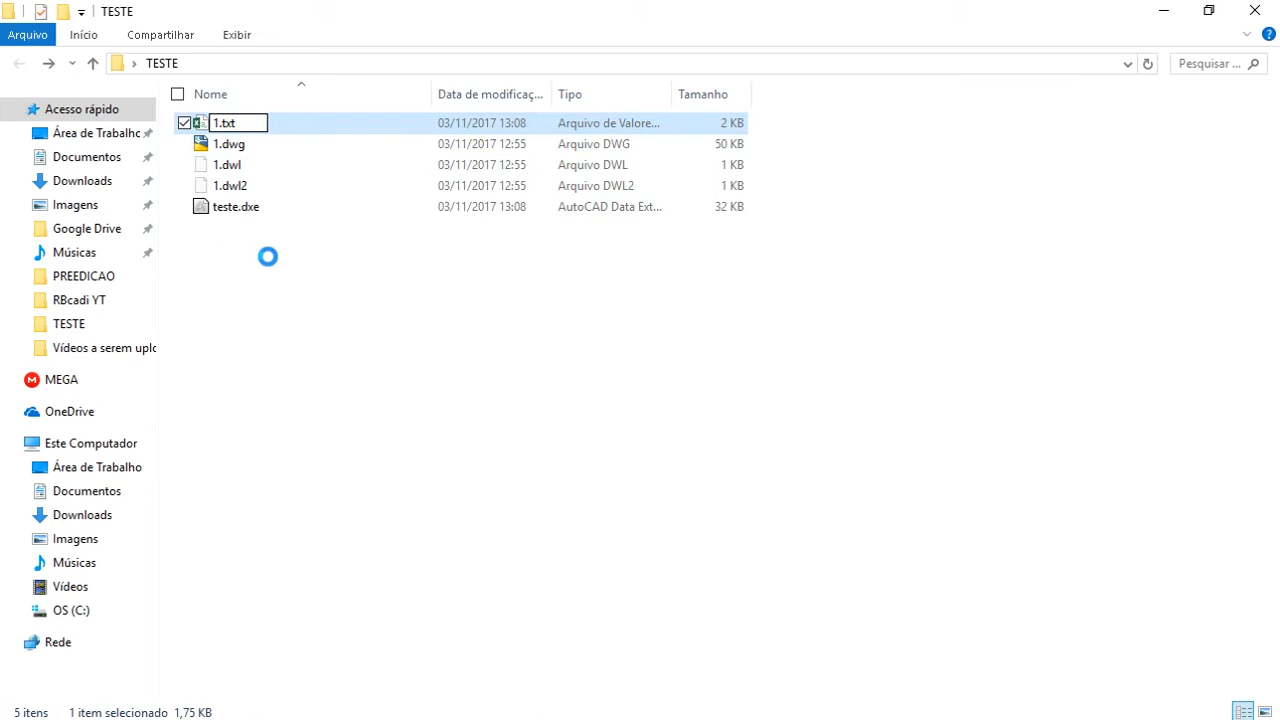 TESTE
Arquivo Início Compartilhar Exibir
TESTE Pesquisar ...
Nome Data de modificaç... Tipo Tamanho
1.txt 03/11/2017 13:08 Arquivo de Valore... 2 KB
1.dwg 03/11/2017 12:55 Arquivo DWG 50 KB
1.dwl 03/11/2017 12:55 Arquivo DWL 1 KB
1.dwl2 03/11/2017 12:55 Arquivo DWL2 1 KB
teste.dxe 03/11/2017 13:08 AutoCAD Data Ext... 32 KB
Acesso rápido
Área de Trabalhc
Documentos
Downloads
Imagens
Google Drive
Músicas
PREEDICAO
RBcadi YT
TESTE
Vídeos a serem uplo
MEGA
OneDrive
Este Computador
Área de Trabalho
Documentos
Downloads
Imagens
Músicas
Vídeos
OS (C:)
Rede
5 itens 1 item selecionado 1,75 KB